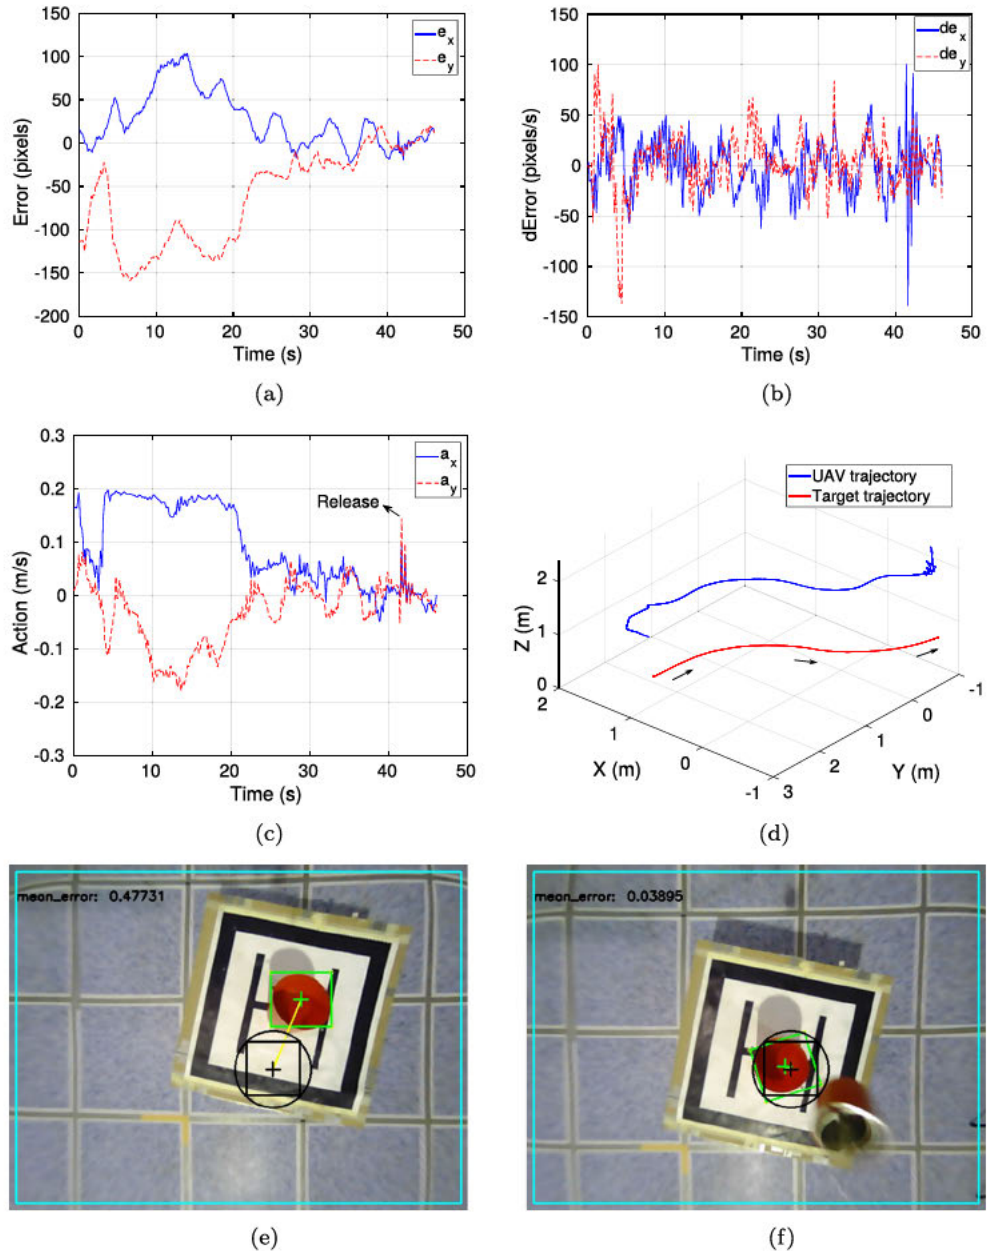 150
100
50
0
-50
-100
-150
-200
Error (pixels)
0 10 20 30 40 50
Time (s)
e_x
e_y
(a)
150
100
50
0
-50
-100
-150
dError (pixels/s)
0 10 20 30 40 50
Time (s)
de_x
de_y
(b)
0.3
0.2
0.1
0
-0.1
-0.2
-0.3
Action (m/s)
0 10 20 30 40 50
Time (s)
a_x
a_y
Release
(c)
UAV trajectory
Target trajectory
2
1
0
Z (m)
2 1 0 -1
X (m)
3 2 1 0 -1
Y (m)
(d)
mean_error: 0.47731
H
(e)
mean_error: 0.03895
H
(f)